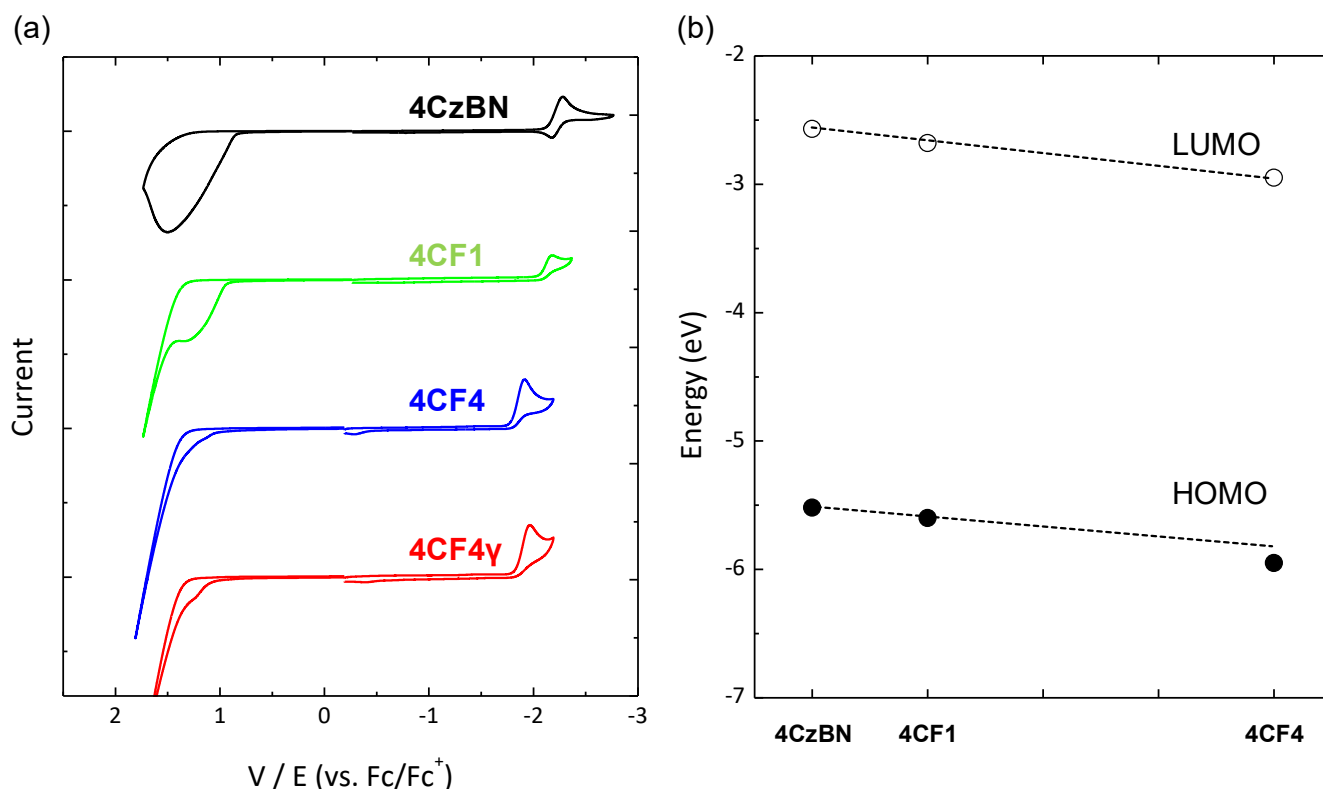 (a)
4CzBN
4CF1
4CF4
4CF4γ
Current
2 1 0 -1 -2 -3
V / E (vs. Fc/Fc+)
(b)
-2
-3
-4
-5
-6
-7
Energy (eV)
LUMO
HOMO
4CzBN 4CF1 4CF4